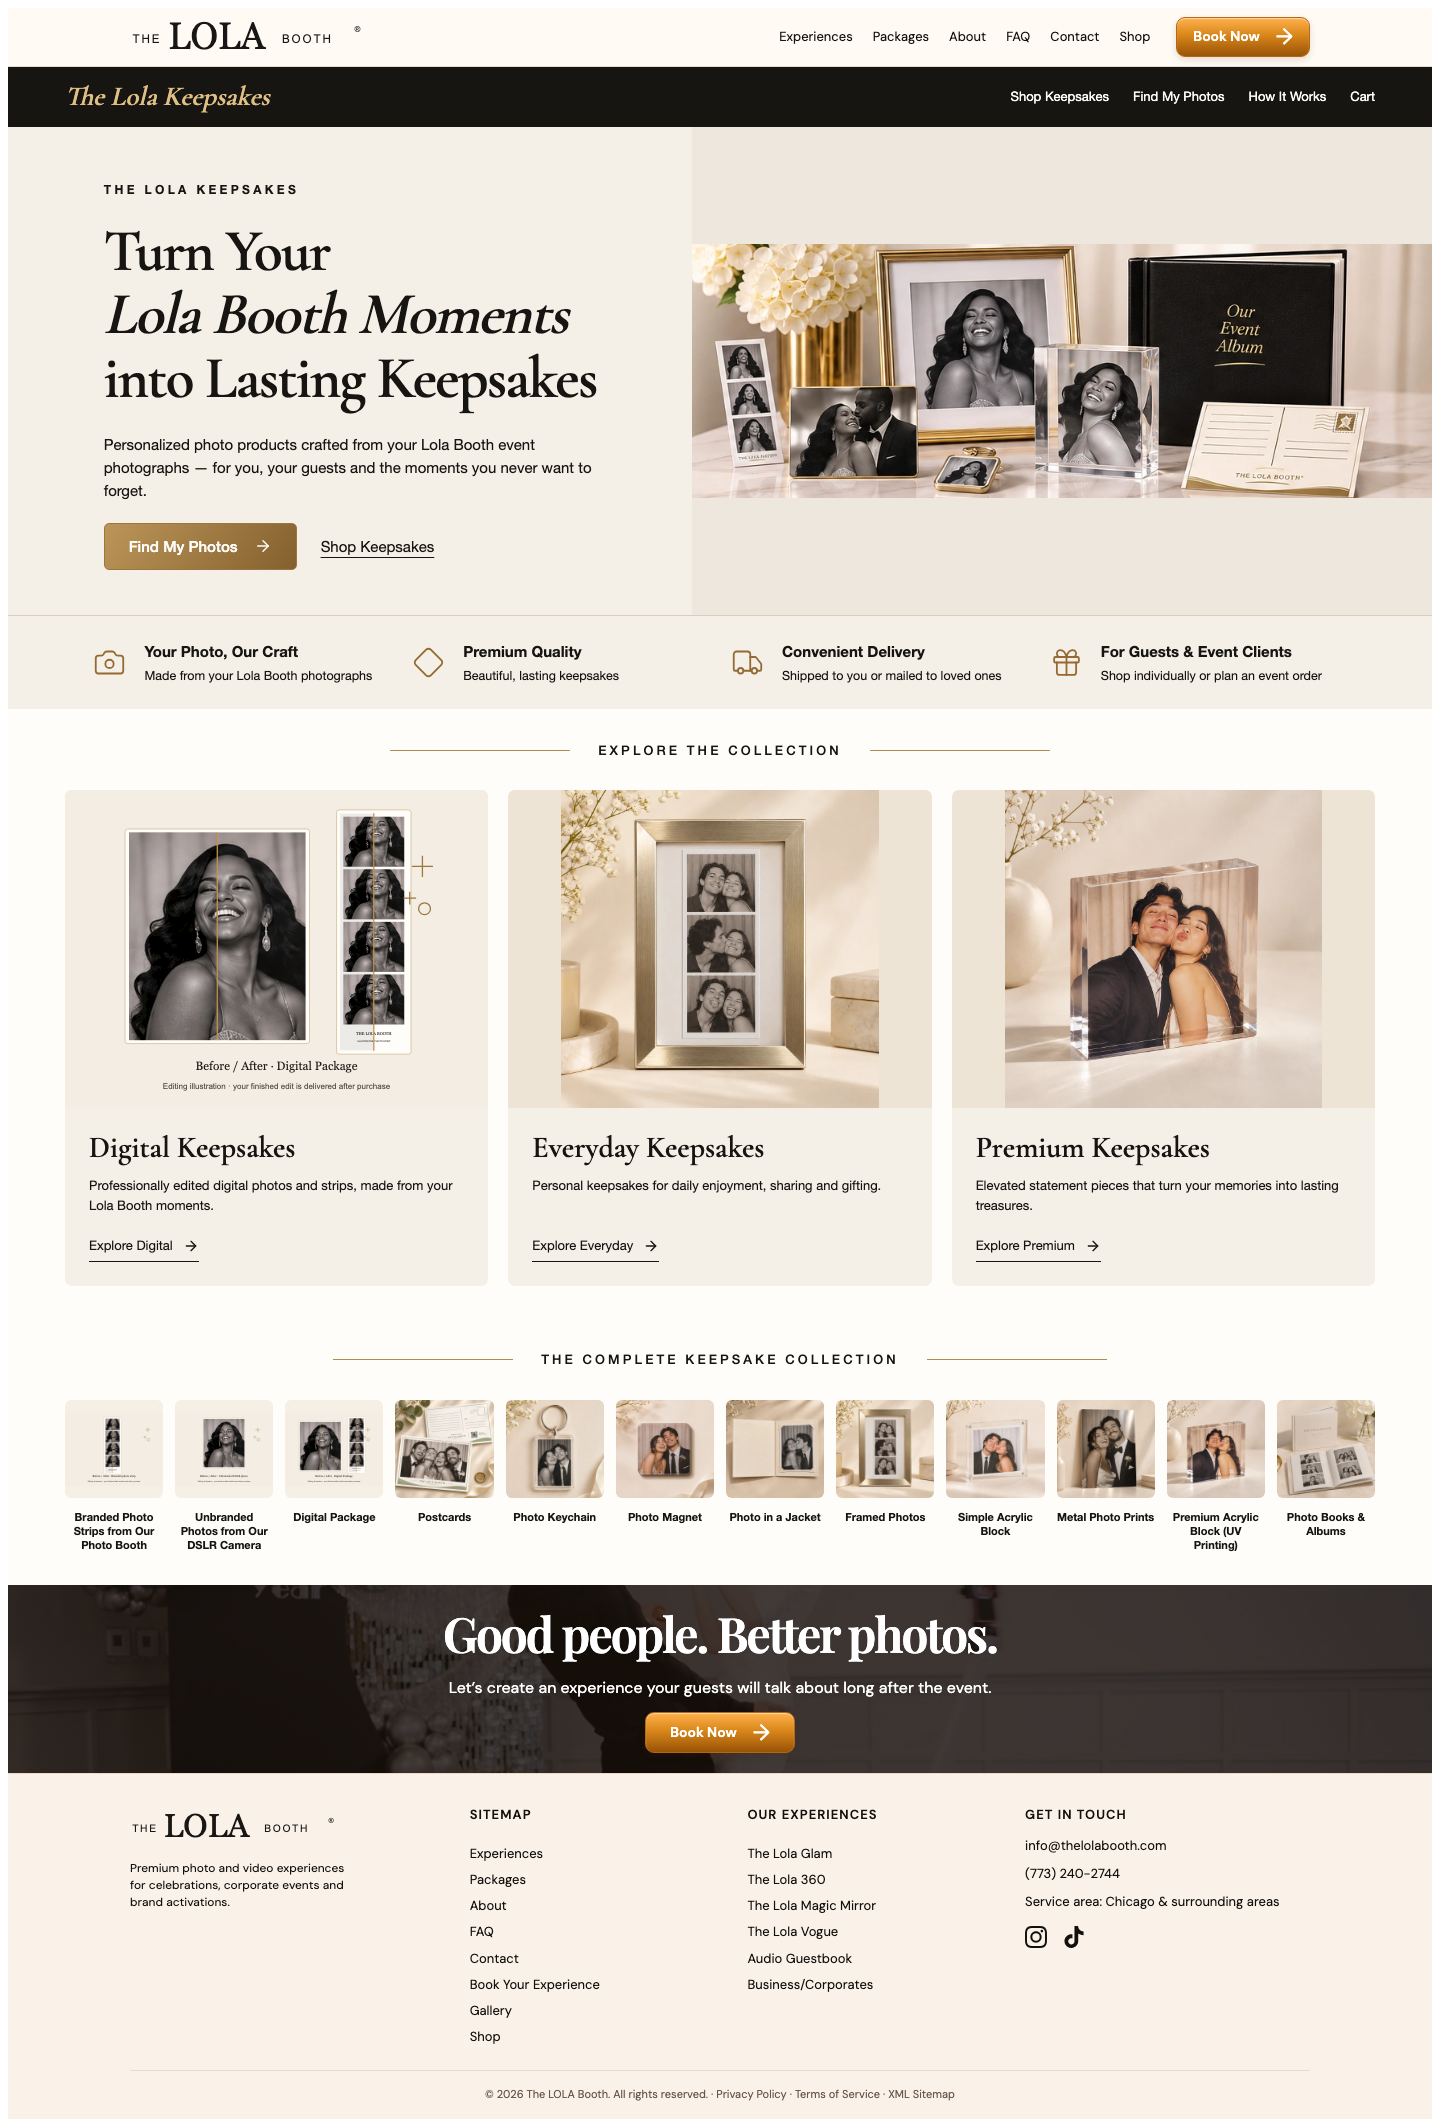 THE LOLA BOOTH ®
Experiences Packages About FAQ Contact Shop Book Now
The Lola Keepsakes
Shop Keepsakes Find My Photos How It Works Cart
THE LOLA KEEPSAKES
Turn Your
Lola Booth Moments
into Lasting Keepsakes
Personalized photo products crafted from your Lola Booth event
photographs — for you, your guests and the moments you never want to
forget.
Find My Photos
Shop Keepsakes
Our
Event
Album
THE LOLA BOOTH
Your Photo, Our Craft
Made from your Lola Booth photographs
Premium Quality
Beautiful, lasting keepsakes
Convenient Delivery
Shipped to you or mailed to loved ones
For Guests & Event Clients
Shop individually or plan an event order
EXPLORE THE COLLECTION
THE LOLA BOOTH
Before / After · Digital Package
Editing illustration · your finished edit is delivered after purchase
Digital Keepsakes
Professionally edited digital photos and strips, made from your
Lola Booth moments.
Explore Digital
Everyday Keepsakes
Personal keepsakes for daily enjoyment, sharing and gifting.
Explore Everyday
Premium Keepsakes
Elevated statement pieces that turn your memories into lasting
treasures.
Explore Premium
THE COMPLETE KEEPSAKE COLLECTION
Branded Photo
Strips from Our
Photo Booth
Unbranded
Photos from Our
DSLR Camera
Digital Package
Postcards
Photo Keychain
Photo Magnet
Photo in a Jacket
Framed Photos
Simple Acrylic
Block
Metal Photo Prints
Premium Acrylic
Block (UV
Printing)
Photo Books &
Albums
Good people. Better photos.
Let’s create an experience your guests will talk about long after the event.
Book Now
THE LOLA BOOTH ®
Premium photo and video experiences
for celebrations, corporate events and
brand activations.
SITEMAP
Experiences
Packages
About
FAQ
Contact
Book Your Experience
Gallery
Shop
OUR EXPERIENCES
The Lola Glam
The Lola 360
The Lola Magic Mirror
The Lola Vogue
Audio Guestbook
Business/Corporates
GET IN TOUCH
info@thelolabooth.com
(773) 240-2744
Service area: Chicago & surrounding areas
© 2026 The LOLA Booth. All rights reserved. · Privacy Policy · Terms of Service · XML Sitemap